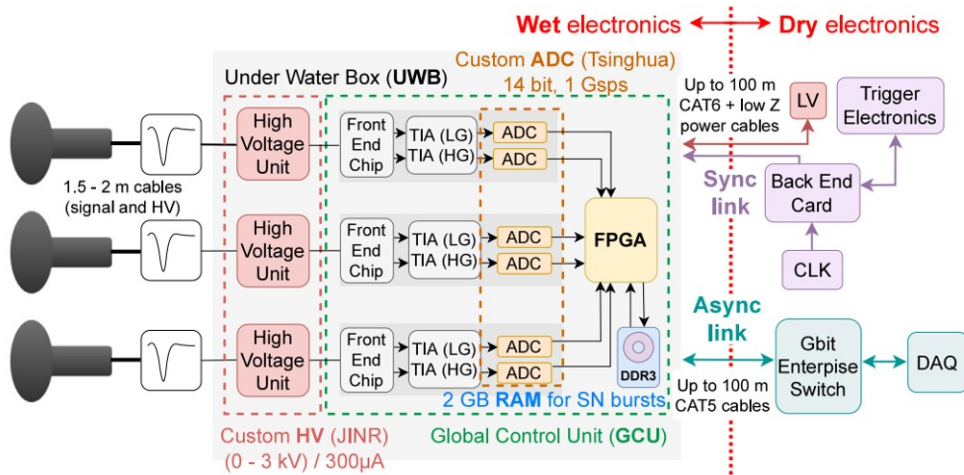 Wet electronics
Dry electronics
Custom ADC (Tsinghua)
14 bit, 1 Gsps
Under Water Box (UWB)
Up to 100 m
CAT6 + low Z
power cables
LV
Trigger
Electronics
1.5 - 2 m cables
(signal and HV)
High
Voltage
Unit
Front
End
Chip
TIA (LG)
TIA (HG)
ADC
ADC
High
Voltage
Unit
Front
End
Chip
TIA (LG)
TIA (HG)
ADC
ADC
High
Voltage
Unit
Front
End
Chip
TIA (LG)
TIA (HG)
ADC
ADC
FPGA
DDR3
2 GB RAM for SN bursts
Sync
link
Back End
Card
CLK
Async
link
Up to 100 m
CAT5 cables
Gbit
Enterpise
Switch
DAQ
Custom HV (JINR)
(0 - 3 kV) / 300µA
Global Control Unit (GCU)